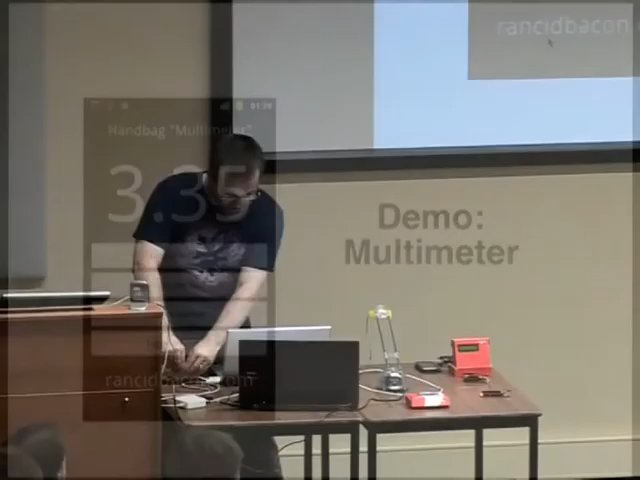 rancidbacon
Handbag "Multimeter"
3.35
Demo:
Multimeter
rancidbacon.com